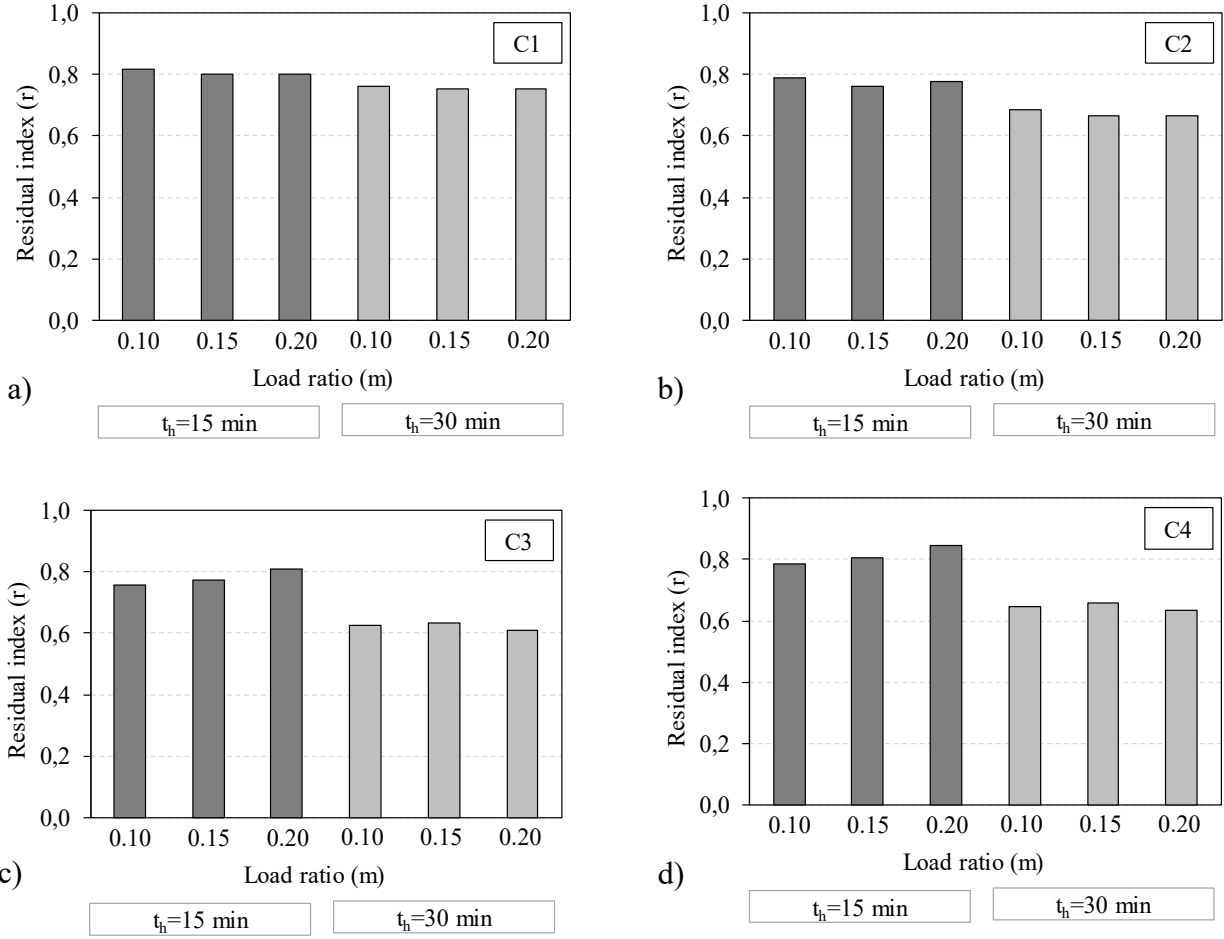 1,0
C1
0,8
0,6
0,4
0,2
0,0
Residual index (r)
0.10 0.15 0.20 0.10 0.15 0.20
Load ratio (m)
a)
th=15 min th=30 min
1,0
C2
0,8
0,6
0,4
0,2
0,0
Residual index (r)
0.10 0.15 0.20 0.10 0.15 0.20
Load ratio (m)
b)
th=15 min th=30 min
1,0
C3
0,8
0,6
0,4
0,2
0,0
Residual index (r)
0.10 0.15 0.20 0.10 0.15 0.20
Load ratio (m)
c)
th=15 min th=30 min
1,0
C4
0,8
0,6
0,4
0,2
0,0
Residual index (r)
0.10 0.15 0.20 0.10 0.15 0.20
Load ratio (m)
d)
th=15 min th=30 min